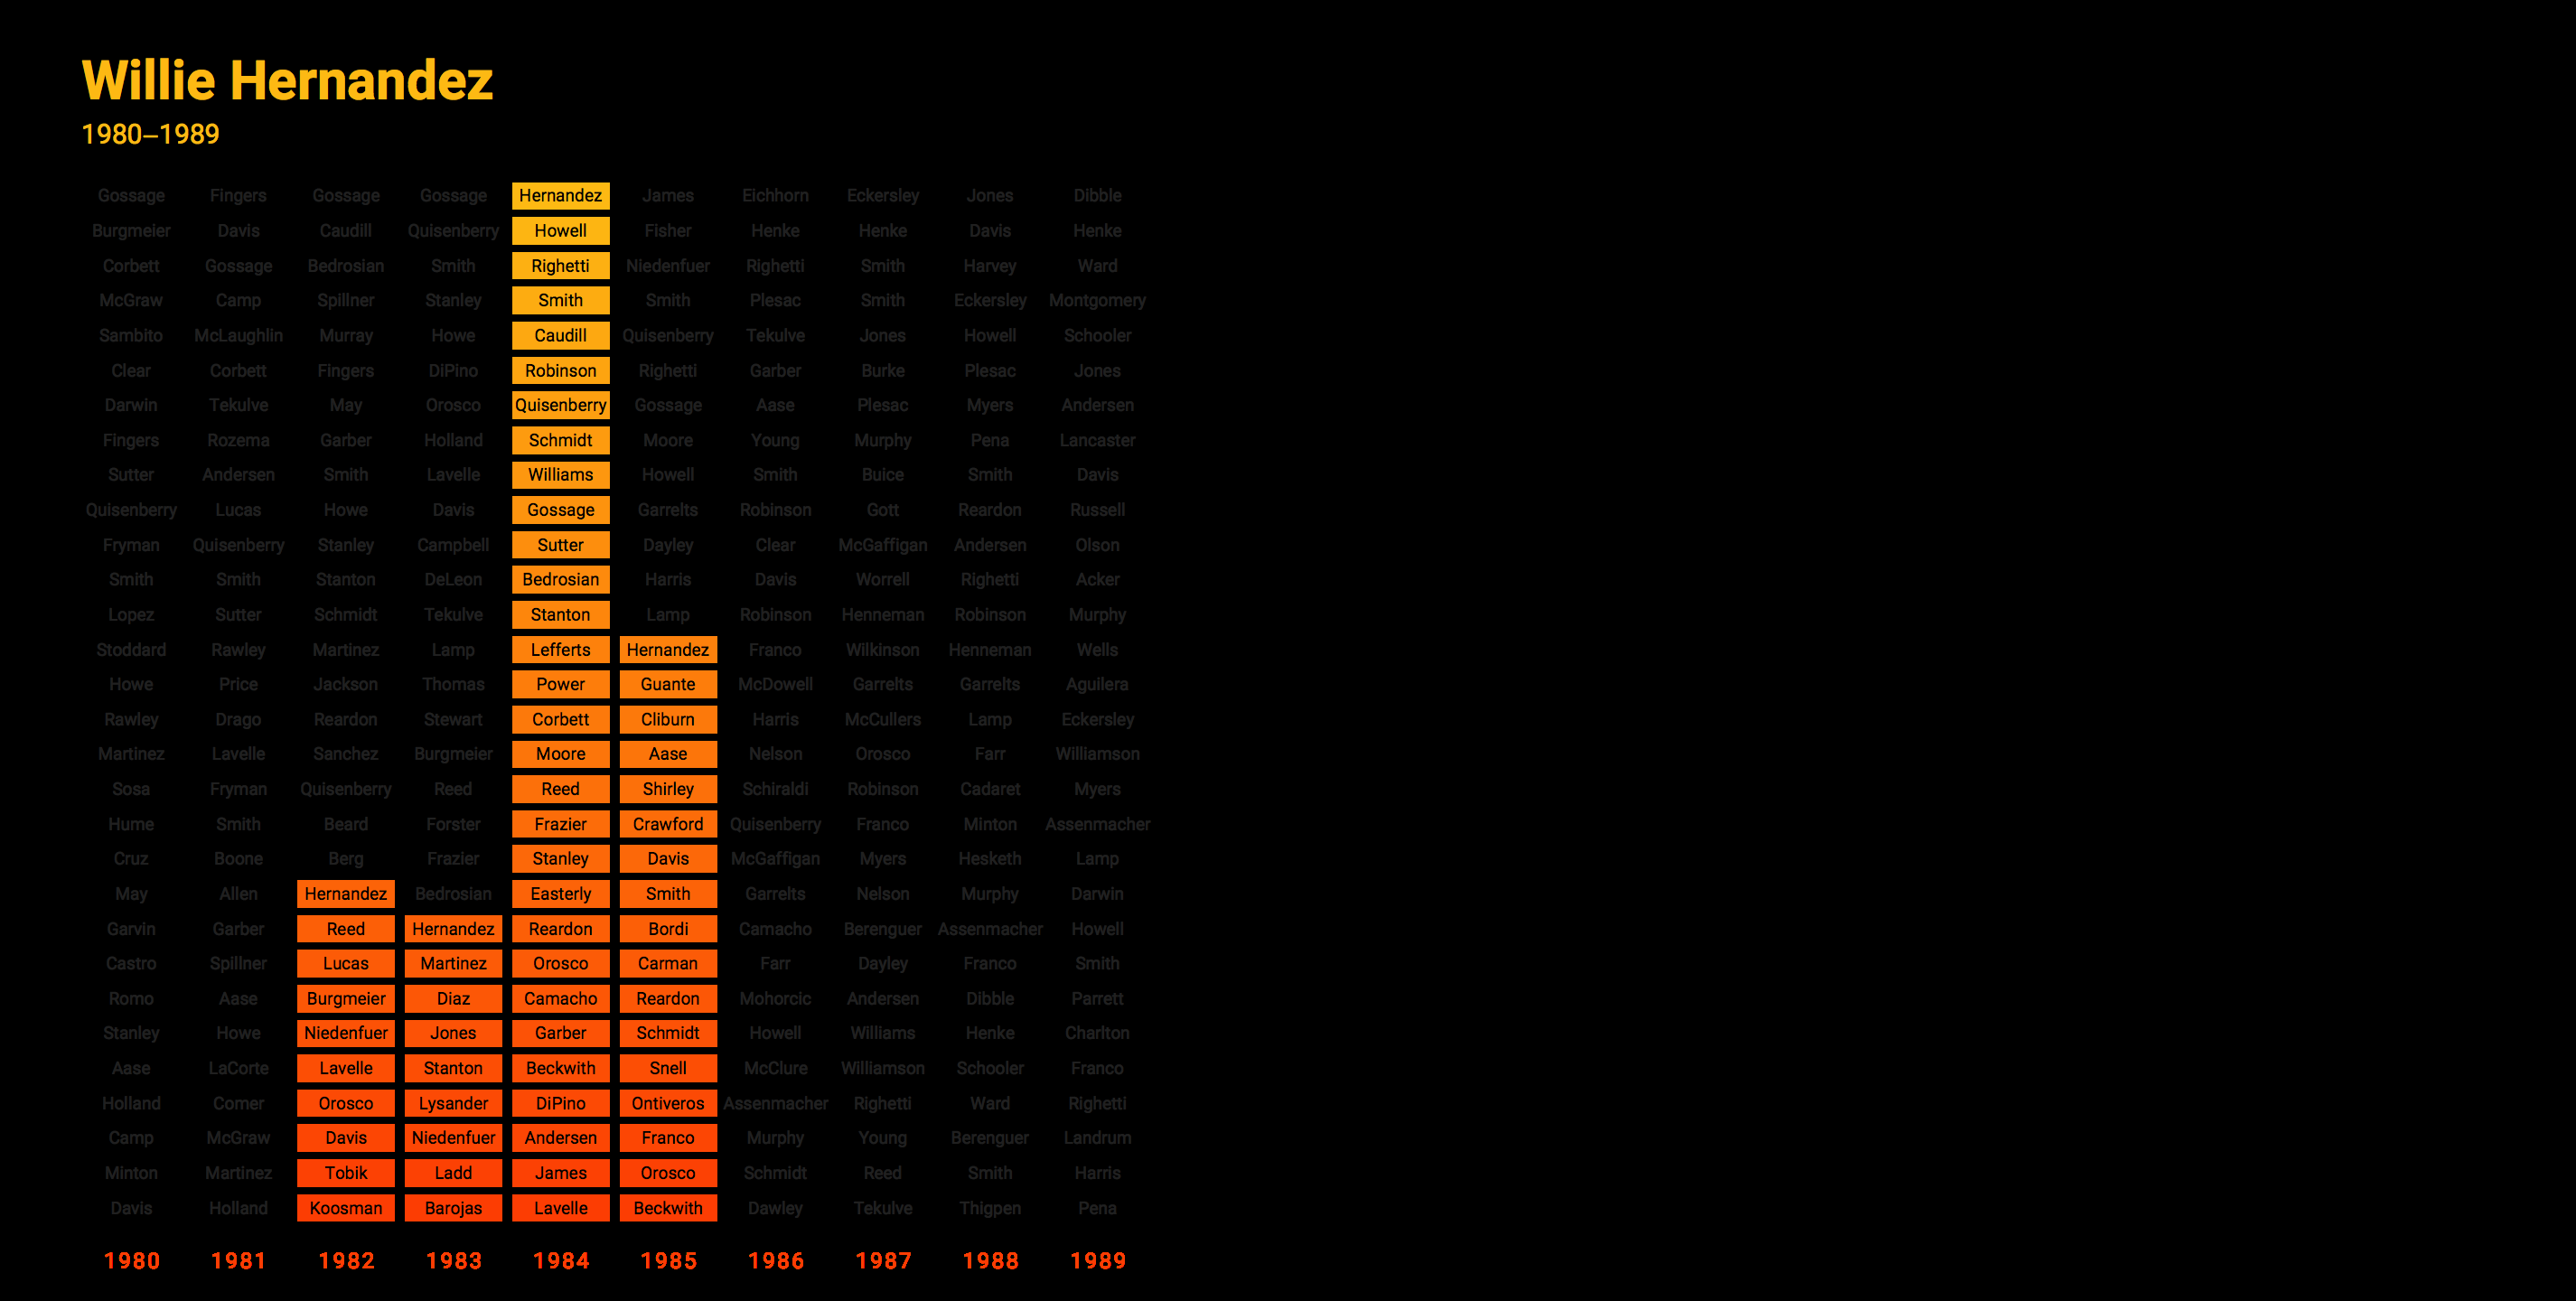 Willie Hernandez
1980–1989
Gossage Fingers Gossage Gossage Hernandez James Eichhorn Eckersley Jones Dibble
Burgmeier Davis Caudill Quisenberry Howell Fisher Henke Henke Davis Henke
Corbett Gossage Bedrosian Smith Righetti Niedenfuer Righetti Smith Harvey Ward
McGraw Camp Spillner Stanley Smith Smith Plesac Smith Eckersley Montgomery
Sambito McLaughlin Murray Howe Caudill Quisenberry Tekulve Jones Howell Schooler
Clear Corbett Fingers DiPino Robinson Righetti Garber Burke Plesac Jones
Darwin Tekulve May Orosco Quisenberry Gossage Aase Plesac Myers Andersen
Fingers Rozema Garber Holland Schmidt Moore Young Murphy Pena Lancaster
Sutter Andersen Smith Lavelle Williams Howell Smith Buice Smith Davis
Quisenberry Lucas Howe Davis Gossage Garrelts Robinson Gott Reardon Russell
Fryman Quisenberry Stanley Campbell Sutter Dayley Clear McGaffigan Andersen Olson
Smith Smith Stanton DeLeon Bedrosian Harris Davis Worrell Righetti Acker
Lopez Sutter Schmidt Tekulve Stanton Lamp Robinson Henneman Robinson Murphy
Stoddard Rawley Martinez Lamp Lefferts Hernandez Franco Wilkinson Henneman Wells
Howe Price Jackson Thomas Power Guante McDowell Garrelts Garrelts Aguilera
Rawley Drago Reardon Stewart Corbett Cliburn Harris McCullers Lamp Eckersley
Martinez Lavelle Sanchez Burgmeier Moore Aase Nelson Orosco Farr Williamson
Sosa Fryman Quisenberry Reed Reed Shirley Schiraldi Robinson Cadaret Myers
Hume Smith Beard Forster Frazier Crawford Quisenberry Franco Minton Assenmacher
Cruz Boone Berg Frazier Stanley Davis McGaffigan Myers Hesketh Lamp
May Allen Hernandez Bedrosian Easterly Smith Garrelts Nelson Murphy Darwin
Garvin Garber Reed Hernandez Reardon Bordi Camacho Berenguer Assenmacher Howell
Castro Spillner Lucas Martinez Orosco Carman Farr Dayley Franco Smith
Romo Aase Burgmeier Diaz Camacho Reardon Mohorcic Andersen Dibble Parrett
Stanley Howe Niedenfuer Jones Garber Schmidt Howell Williams Henke Charlton
Aase LaCorte Lavelle Stanton Beckwith Snell McClure Williamson Schooler Franco
Holland Comer Orosco Lysander DiPino Ontiveros Assenmacher Righetti Ward Righetti
Camp McGraw Davis Niedenfuer Andersen Franco Murphy Young Berenguer Landrum
Minton Martinez Tobik Ladd James Orosco Schmidt Reed Smith Harris
Davis Holland Koosman Barojas Lavelle Beckwith Dawley Tekulve Thigpen Pena
1980 1981 1982 1983 1984 1985 1986 1987 1988 1989